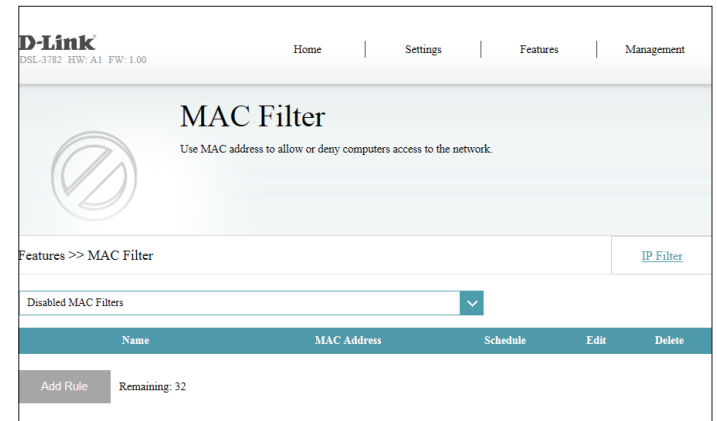 D-Link
DSL-3782 HW: A1 FW: 1.00
Home
Settings
Features
Management
MAC Filter
Use MAC address to allow or deny computers access to the network.
Features >> MAC Filter
IP Filter
Disabled MAC Filters
Name MAC Address Schedule Edit Delete
Add Rule Remaining: 32